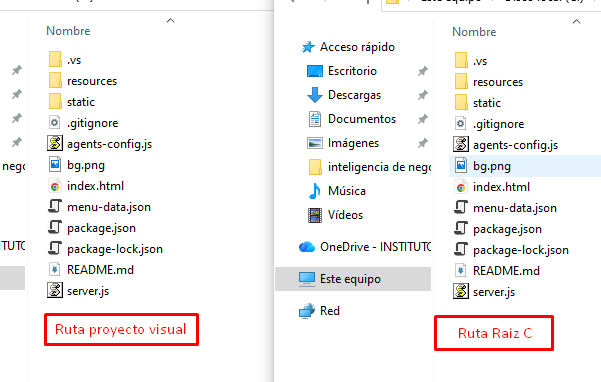 Nombre
.vs
resources
static
.gitignore
agents-config.js
bg.png
index.html
menu-data.json
package.json
package-lock.json
README.md
server.js
Ruta proyecto visual
Este equipo
Nombre
Acceso rápido
Escritorio
Descargas
Documentos
Imágenes
inteligencia de nego
Música
Vídeos
OneDrive - INSTITUTO
Este equipo
Red
.vs
resources
static
.gitignore
agents-config.js
bg.png
index.html
menu-data.json
package.json
package-lock.json
README.md
server.js
Ruta Raiz C